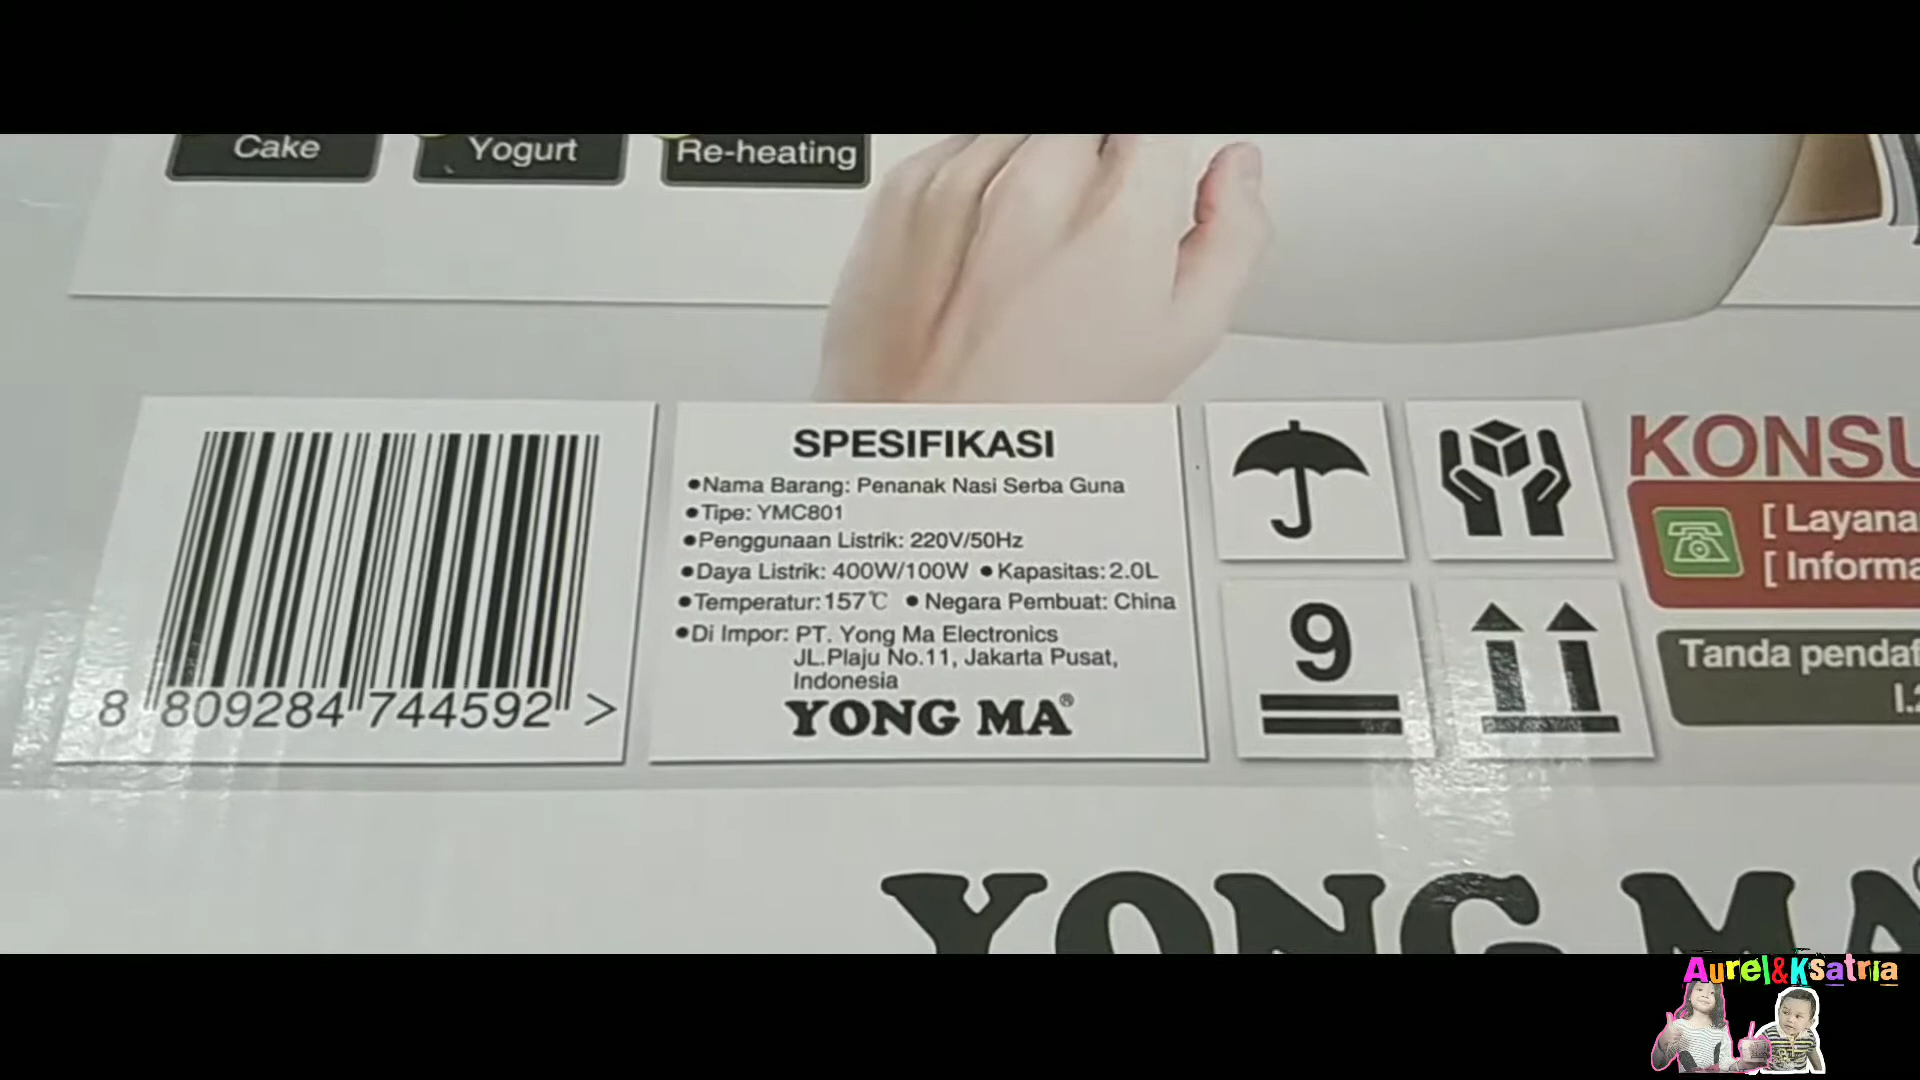 Cake
Yogurt
Re-heating
SPESIFIKASI
●Nama Barang: Penanak Nasi Serba Guna
●Tipe: YMC801
●Penggunaan Listrik: 220V/50Hz
●Daya Listrik: 400W/100W ●Kapasitas: 2.0L
●Temperatur: 157℃ ●Negara Pembuat: China
●Di Impor: PT. Yong Ma Electronics
JL.Plaju No.11, Jakarta Pusat,
Indonesia
YONG MA®
8 809284 744592 >
9
KONSU
[ Layana
[ Informa
Tanda pendaf
I.2
YONG MA
Aurel&Ksatria